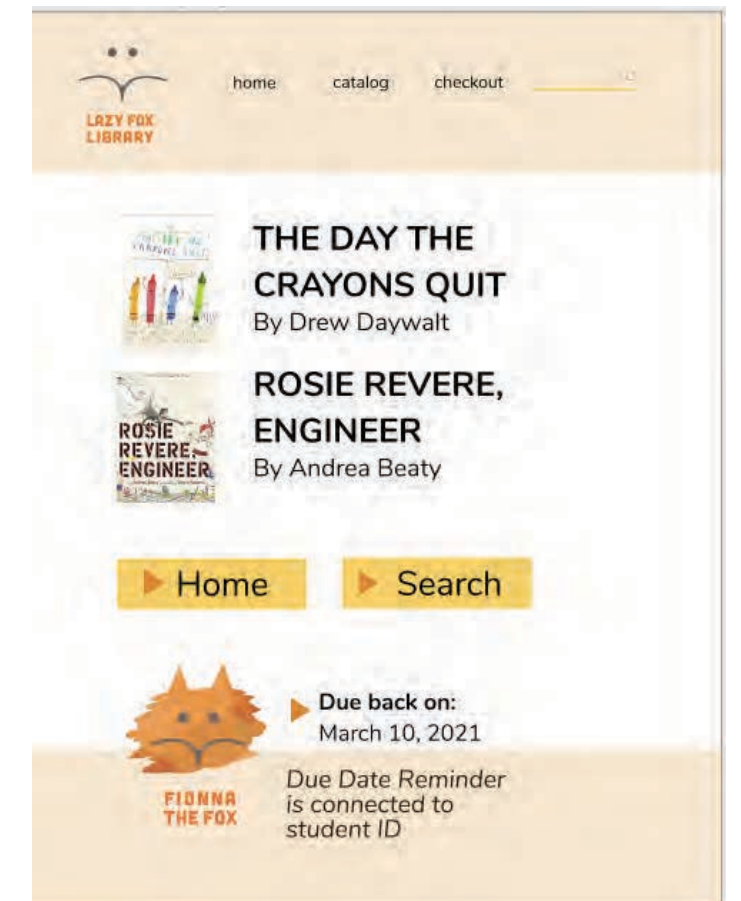 LAZY FOX
LIBRARY
home
catalog
checkout
THE DAY THE
CRAYONS QUIT
By Drew Daywalt
ROSIE
REVERE,
ENGINEER
ROSIE REVERE,
ENGINEER
By Andrea Beaty
Home
Search
Due back on:
March 10, 2021
FIONNA
THE FOX
Due Date Reminder
is connected to
student ID